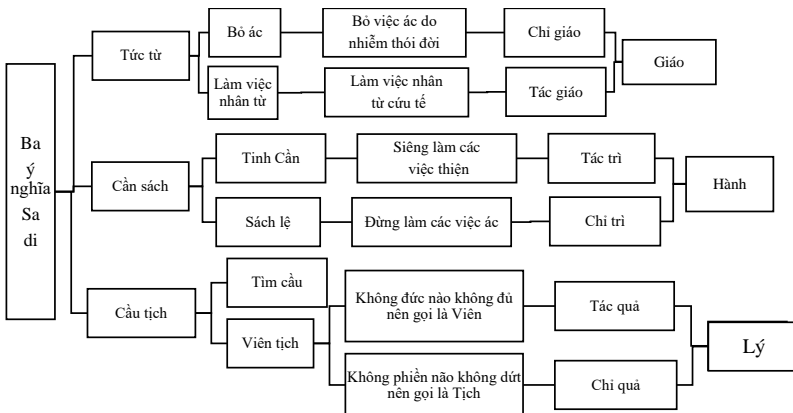 Ba
ý
nghĩa
Sa
di
Tức từ
Bỏ ác
Bỏ việc ác do
nhiễm thói đời
Chỉ giáo
Làm việc
nhân từ
Làm việc nhân
từ cứu tế
Tác giáo
Giáo
Cần sách
Tinh Cần
Siêng làm các
việc thiện
Tác trì
Sách lệ
Đừng làm các việc ác
Chỉ trì
Hành
Cầu tịch
Tìm cầu
Viên tịch
Không đức nào không đủ
nên gọi là Viên
Tác quả
Không phiền não không dứt
nên gọi là Tịch
Chỉ quả
Lý